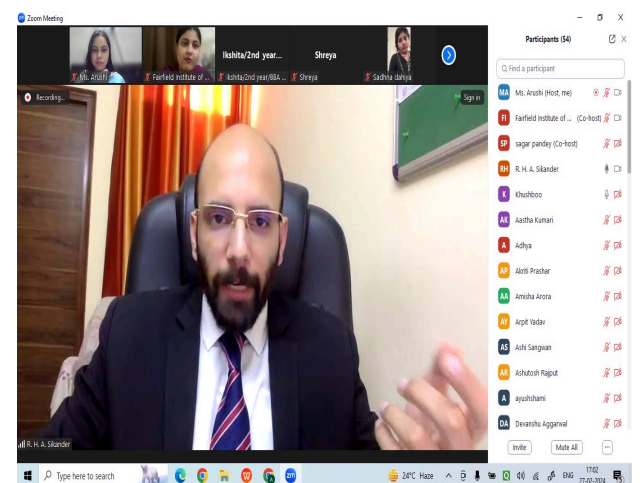 Zoom Meeting
Ms. Arushi
Fairfield Institute of ...
Ikshita/2nd year...
Ikshita/2nd year/BBA ...
Shreya
Shreya
Sadhna dahiya
Recording...
Sign in
R. H. A. Sikander
Participants (54)
Find a participant
MA Ms. Arushi (Host, me)
FI Fairfield Institute of ... (Co-host)
SP sagar pandey (Co-host)
RH R. H. A. Sikander
K Khushboo
AK Aastha Kumari
A Adhya
AP Akriti Prashar
AA Amisha Arora
AY Arpit Yadav
AS Ashi Sangwan
AR Ashutosh Rajput
A ayushshami
DA Devanshu Aggarwal
Invite
Mute All
Type here to search
zm
24°C Haze
ENG
17:02
27-02-2024